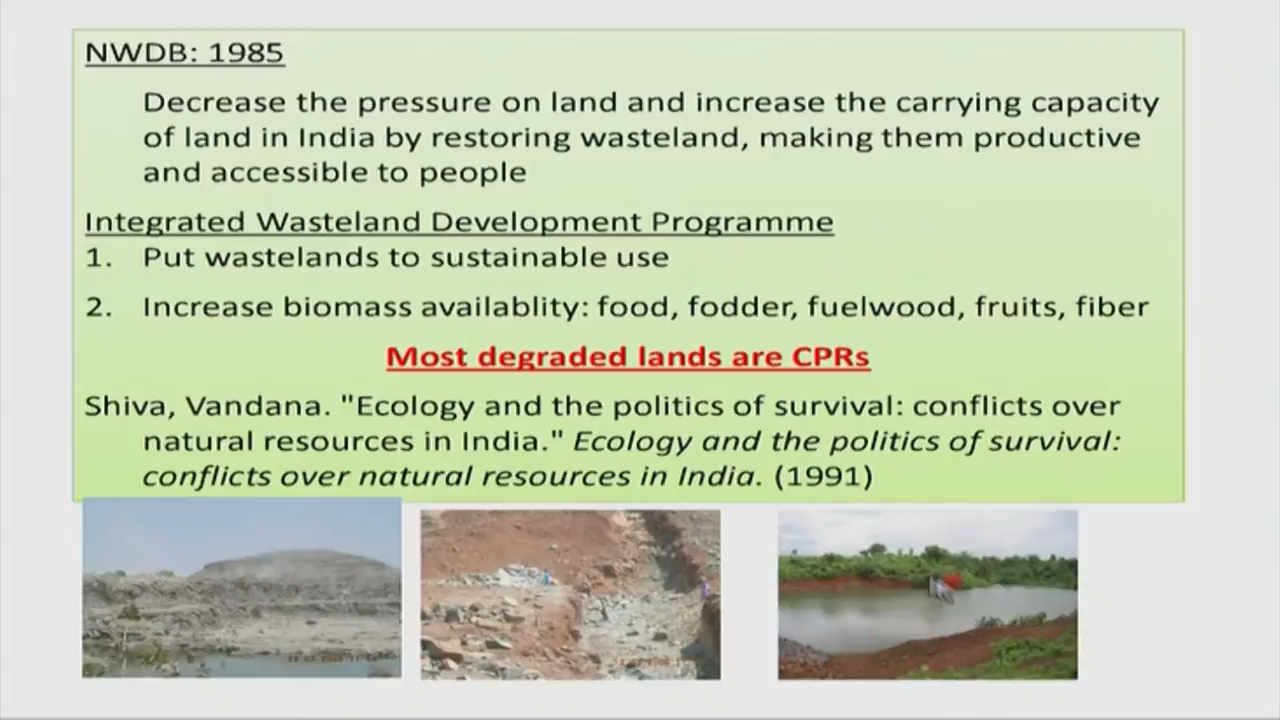 NWDB: 1985
Decrease the pressure on land and increase the carrying capacity
of land in India by restoring wasteland, making them productive
and accessible to people
Integrated Wasteland Development Programme
1. Put wastelands to sustainable use
2. Increase biomass availablity: food, fodder, fuelwood, fruits, fiber
Most degraded lands are CPRs
Shiva, Vandana. "Ecology and the politics of survival: conflicts over
natural resources in India." Ecology and the politics of survival:
conflicts over natural resources in India. (1991)